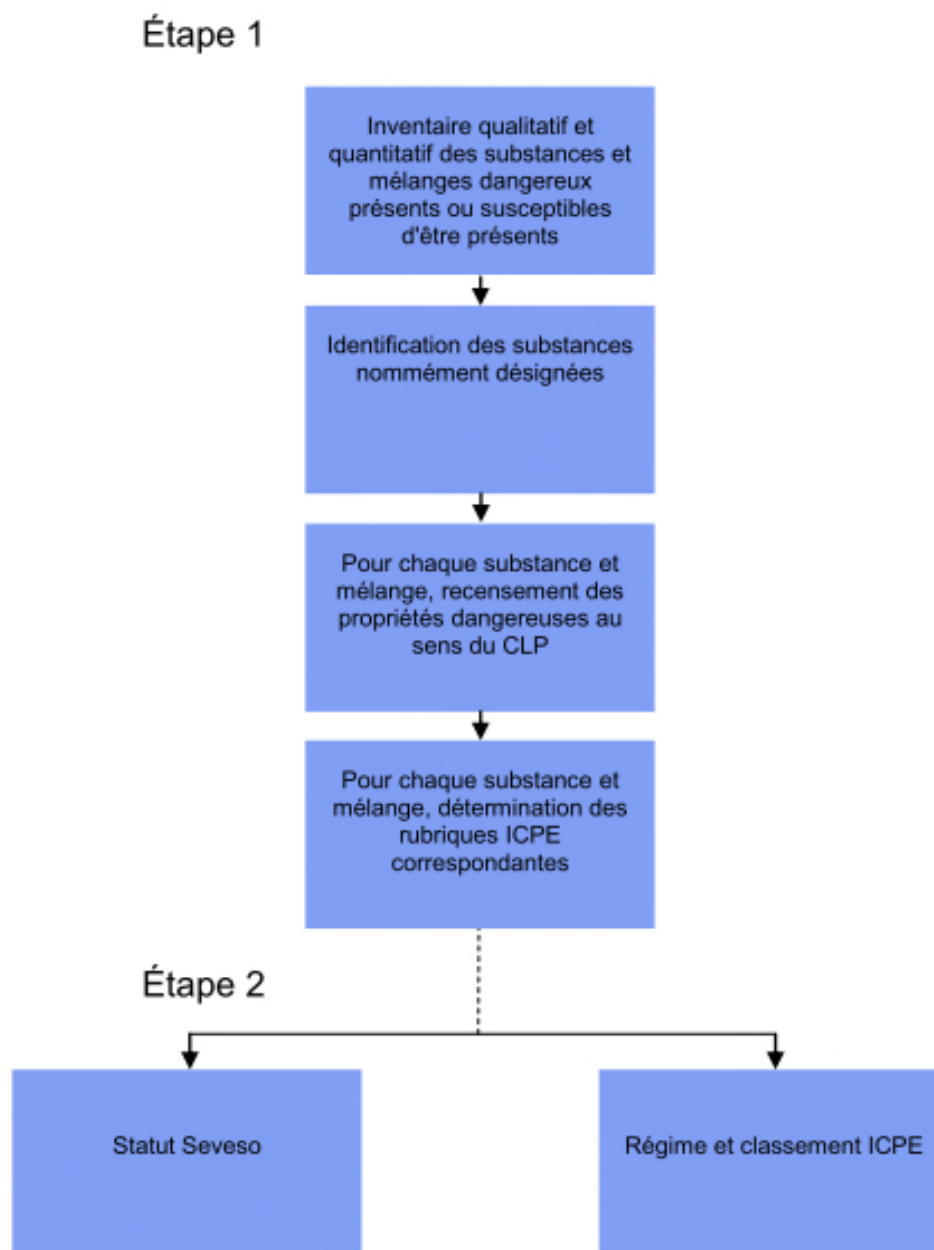 Étape 1
Inventaire qualitatif et
quantitatif des substances et
mélanges dangereux
présents ou susceptibles
d'être présents
Identification des substances
nommément désignées
Pour chaque substance et
mélange, recensement des
propriétés dangereuses au
sens du CLP
Pour chaque substance et
mélange, détermination des
rubriques ICPE
correspondantes
Étape 2
Statut Seveso
Régime et classement ICPE